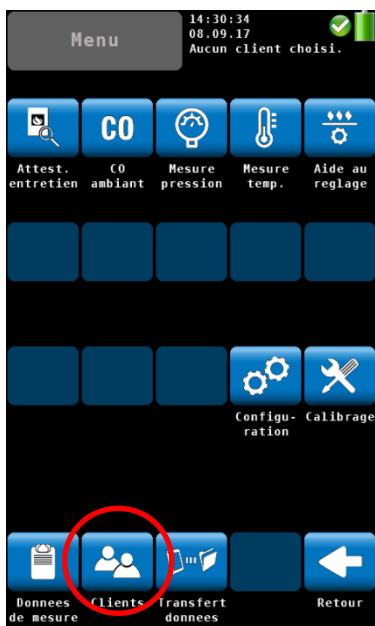 Menu
14:30:34
08.09.17
Aucun client choisi.
CO
Attest.
entretien
CO
ambiant
Mesure
pression
Mesure
temp.
Aide au
reglage
Configu-
ration
Calibrage
Donnees
de mesure
Clients
Transfert
donnees
Retour